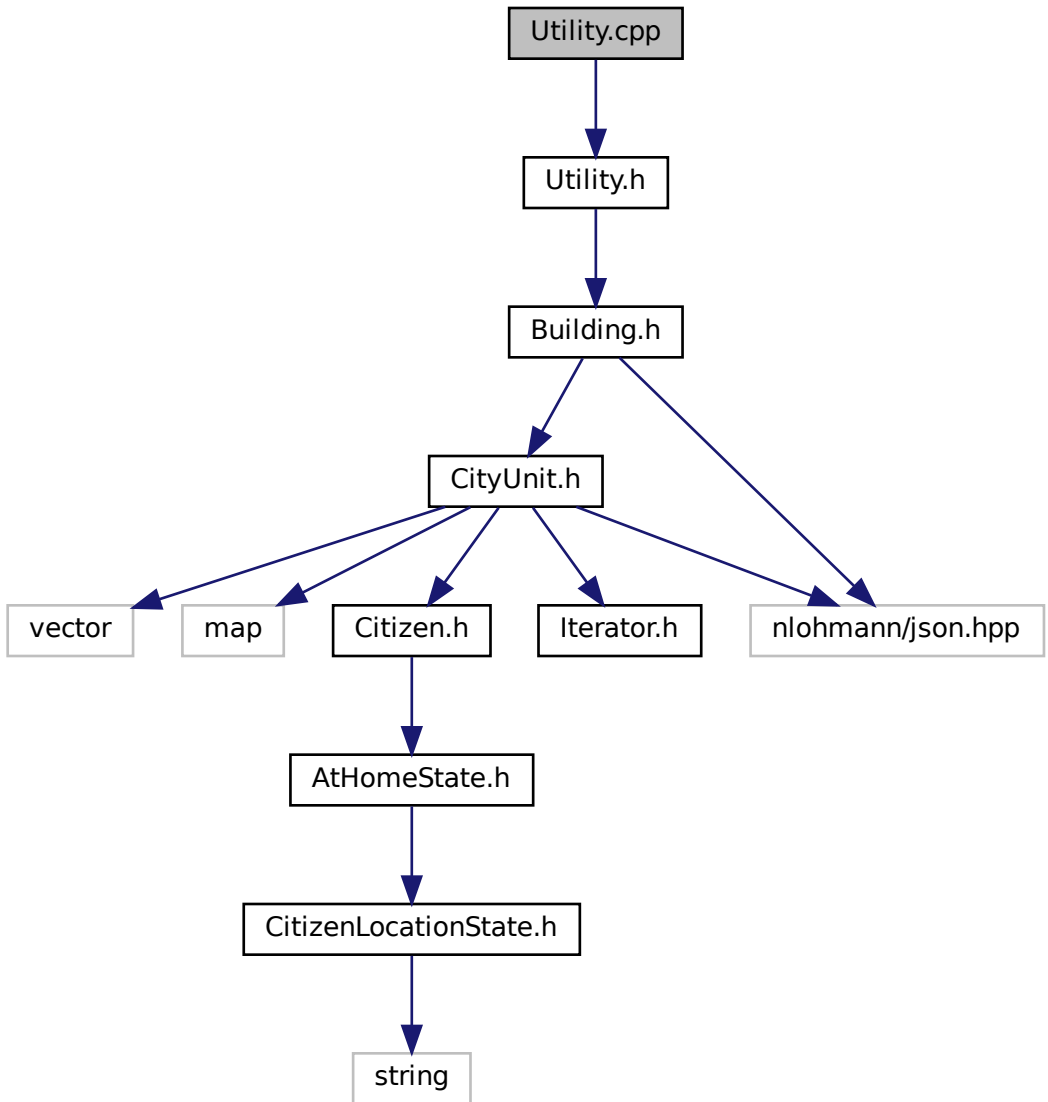 Utility.cpp
Utility.h
Building.h
CityUnit.h
vector
map
Citizen.h
Iterator.h
nlohmann/json.hpp
AtHomeState.h
CitizenLocationState.h
string